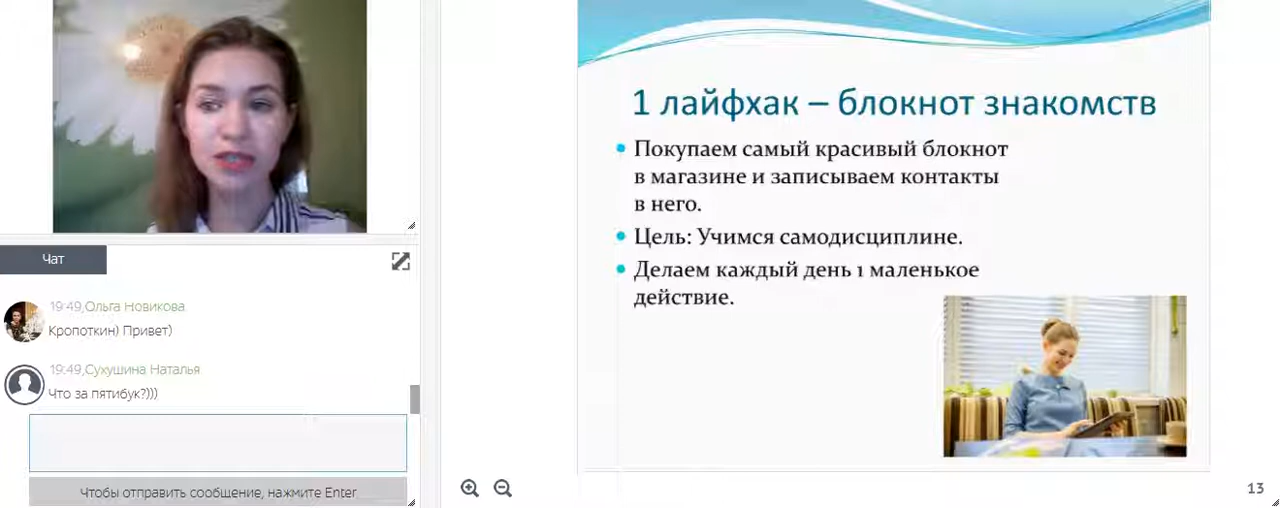 1 лайфхак – блокнот знакомств
Покупаем самый красивый блокнот
в магазине и записываем контакты
в него.
Цель: Учимся самодисциплине.
Делаем каждый день 1 маленькое
действие.
Чат
19:49,Ольга Новикова
Кропоткин) Привет)
19:49,Сухушина Наталья
Что за пятибук?)))
Чтобы отправить сообщение, нажмите Enter
13